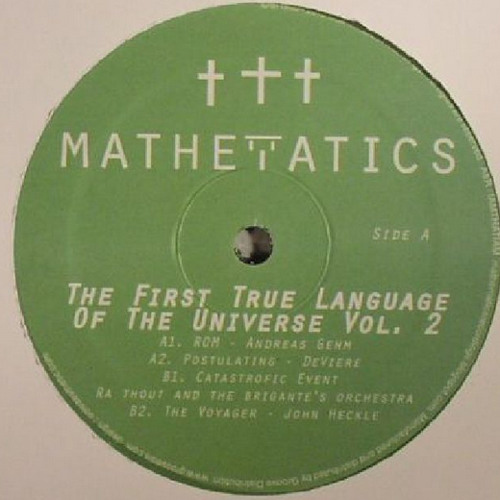 MATHEMATICS
SIDE A
THE FIRST TRUE LANGUAGE
OF THE UNIVERSE VOL. 2
A1. ROM - ANDREAS GEHM
A2. POSTULATING - DEVIERE
B1. CATASTROFIC EVENT
RA THOUT AND THE BRIGANTE'S ORCHESTRA
B2. THE VOYAGER - JOHN HECKLE